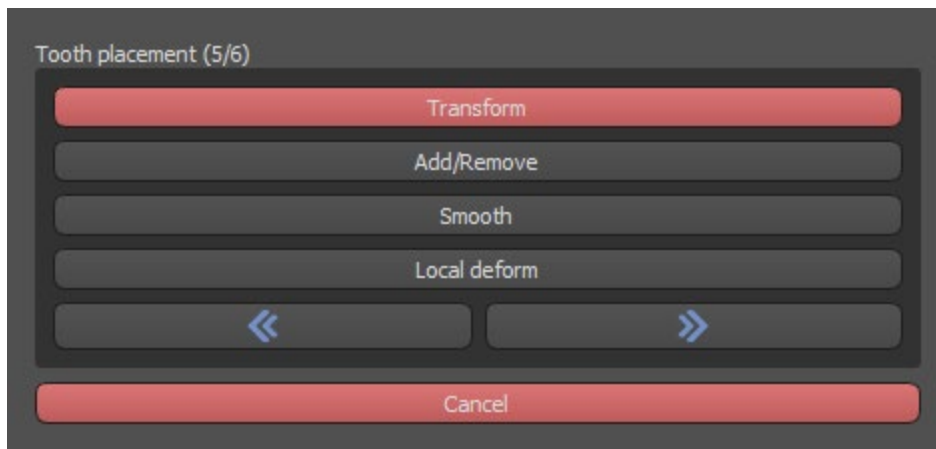 Tooth placement (5/6)
Transform
Add/Remove
Smooth
Local deform
Cancel